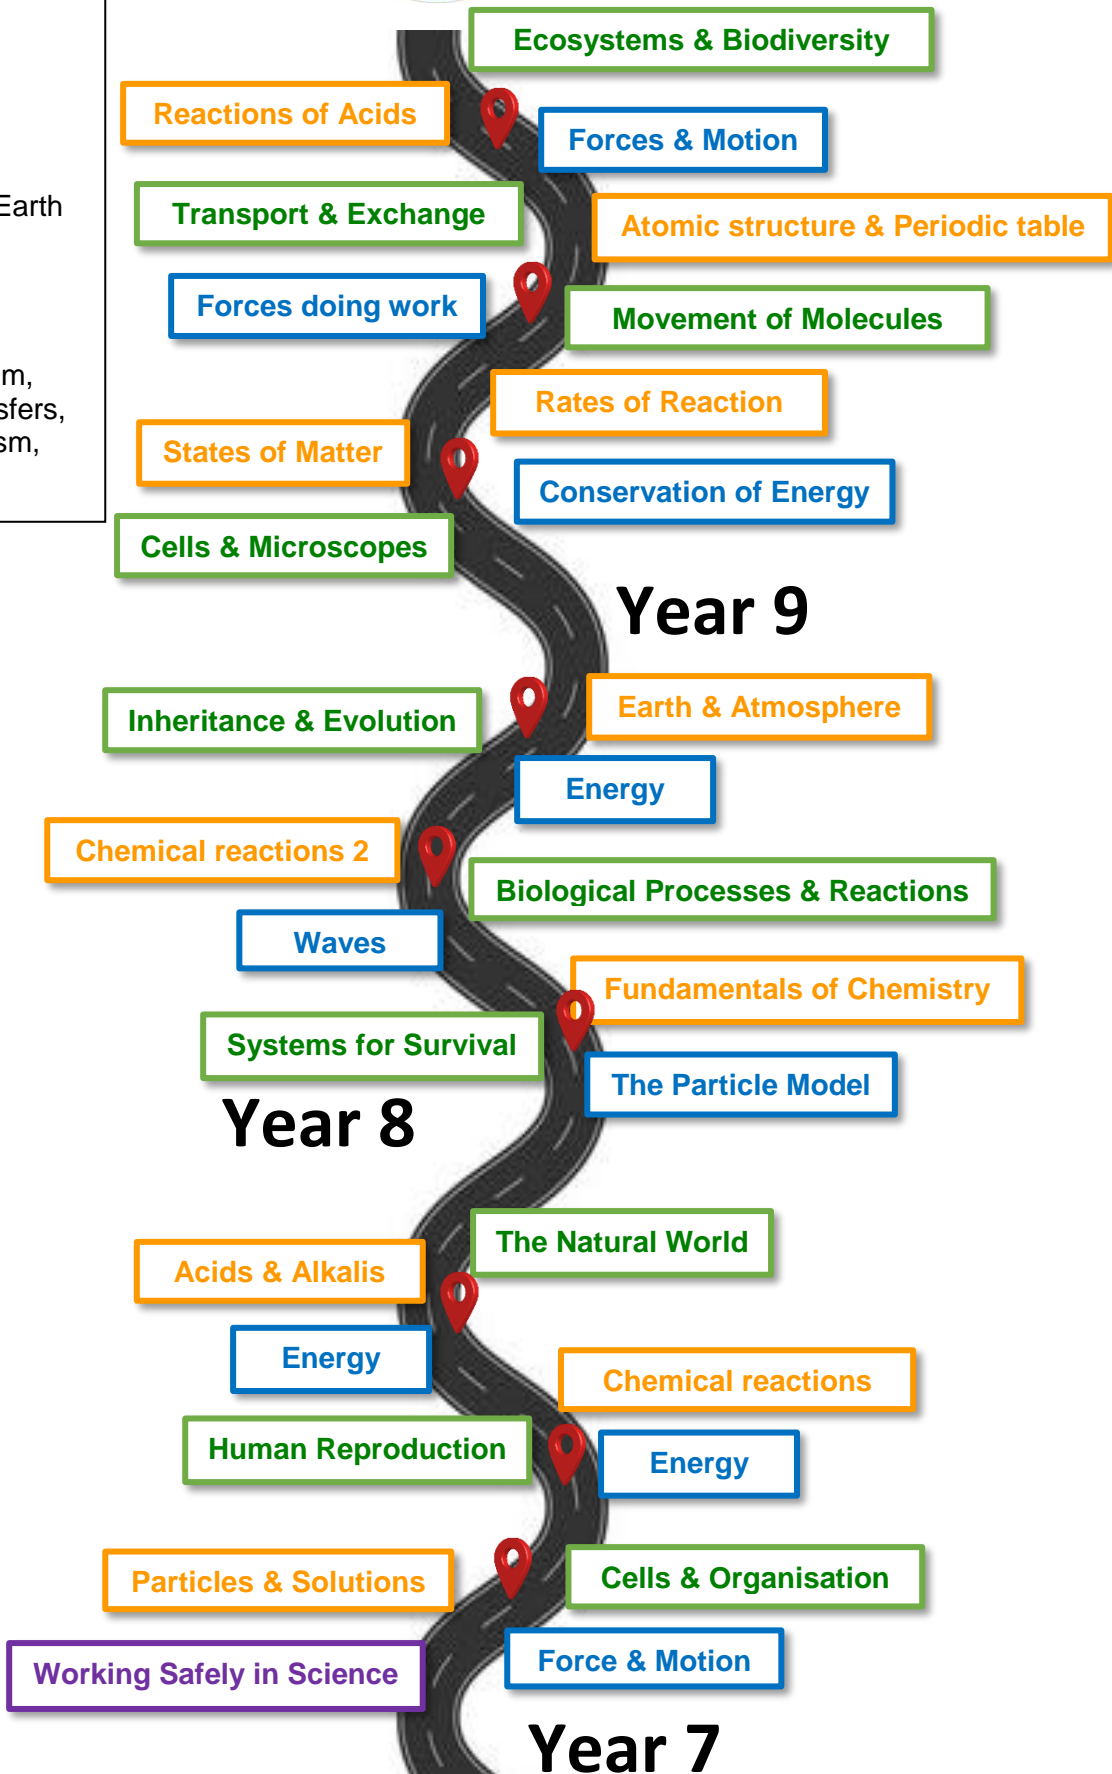 Ecosystems & Biodiversity
Reactions of Acids
Forces & Motion
Earth
Transport & Exchange
Atomic structure & Periodic table
Forces doing work
Movement of Molecules
sfers,
Rates of Reaction
States of Matter
Conservation of Energy
Cells & Microscopes
Year 9
Inheritance & Evolution
Earth & Atmosphere
Energy
Chemical reactions 2
Biological Processes & Reactions
Waves
Fundamentals of Chemistry
Systems for Survival
The Particle Model
Year 8
The Natural World
Acids & Alkalis
Energy
Chemical reactions
Human Reproduction
Energy
Particles & Solutions
Cells & Organisation
Force & Motion
Working Safely in Science
Year 7